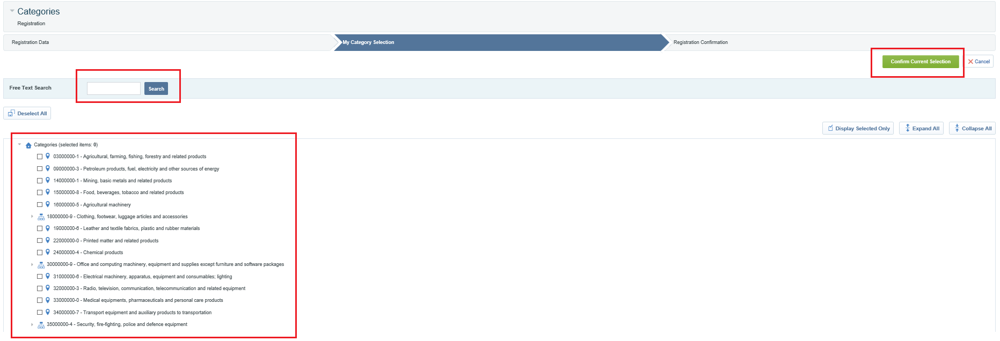 Categories
Registration
Registration Data
My Category Selection
Registration Confirmation
Confirm Current Selection
Cancel
Free Text Search
Search
Deselect All
Display Selected Only
Expand All
Collapse All
Categories (selected items: 0)
03000000-1 - Agricultural, farming, fishing, forestry and related products
09000000-3 - Petroleum products, fuel, electricity and other sources of energy
14000000-1 - Mining, basic metals and related products
15000000-8 - Food, beverages, tobacco and related products
16000000-5 - Agricultural machinery
18000000-9 - Clothing, footwear, luggage articles and accessories
19000000-6 - Leather and textile fabrics, plastic and rubber materials
22000000-0 - Printed matter and related products
24000000-4 - Chemical products
30000000-9 - Office and computing machinery, equipment and supplies except furniture and software packages
31000000-6 - Electrical machinery, apparatus, equipment and consumables; lighting
32000000-3 - Radio, television, communication, telecommunication and related equipment
33000000-0 - Medical equipments, pharmaceuticals and personal care products
34000000-7 - Transport equipment and auxiliary products to transportation
35000000-4 - Security, fire-fighting, police and defence equipment